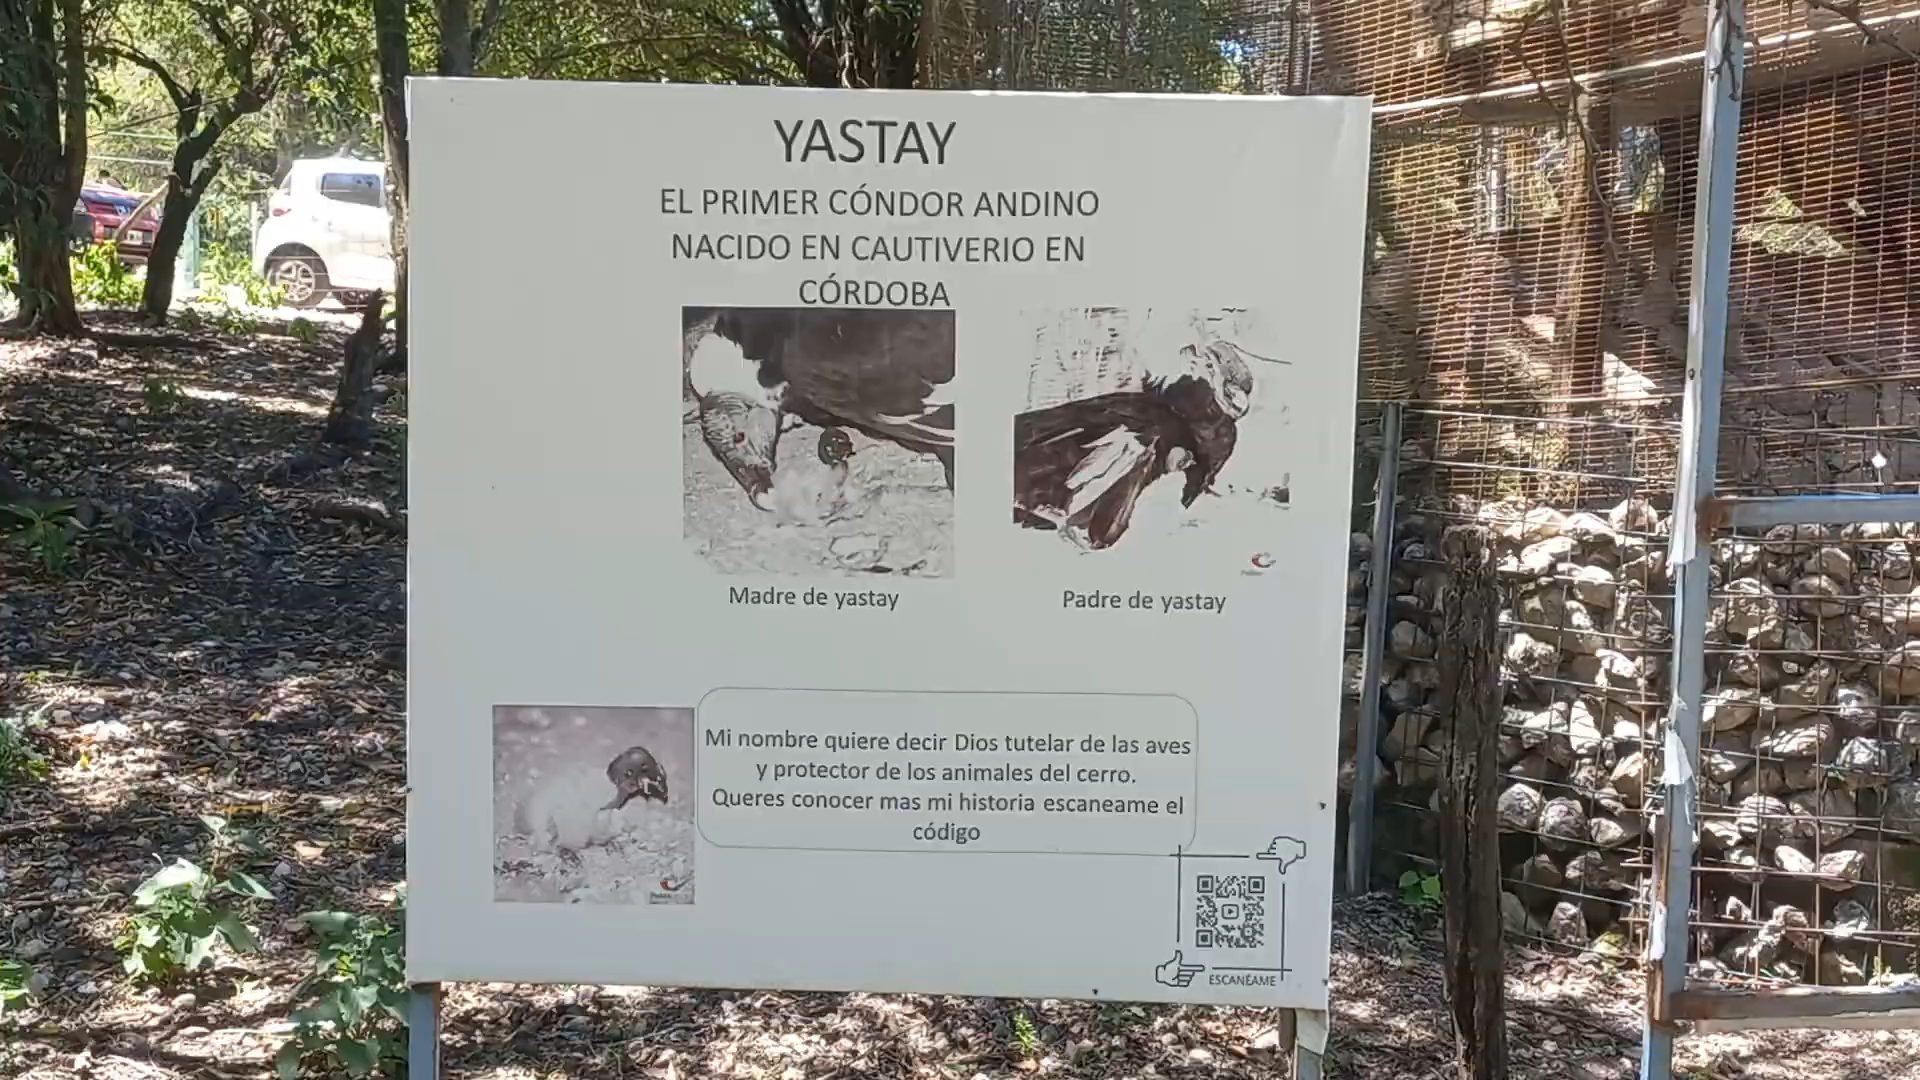 YASTAY
EL PRIMER CÓNDOR ANDINO
NACIDO EN CAUTIVERIO EN
CÓRDOBA
Madre de yastay
Padre de yastay
Mi nombre quiere decir Dios tutelar de las aves
y protector de los animales del cerro.
Queres conocer mas mi historia escaneame el
código
ESCANÉAME